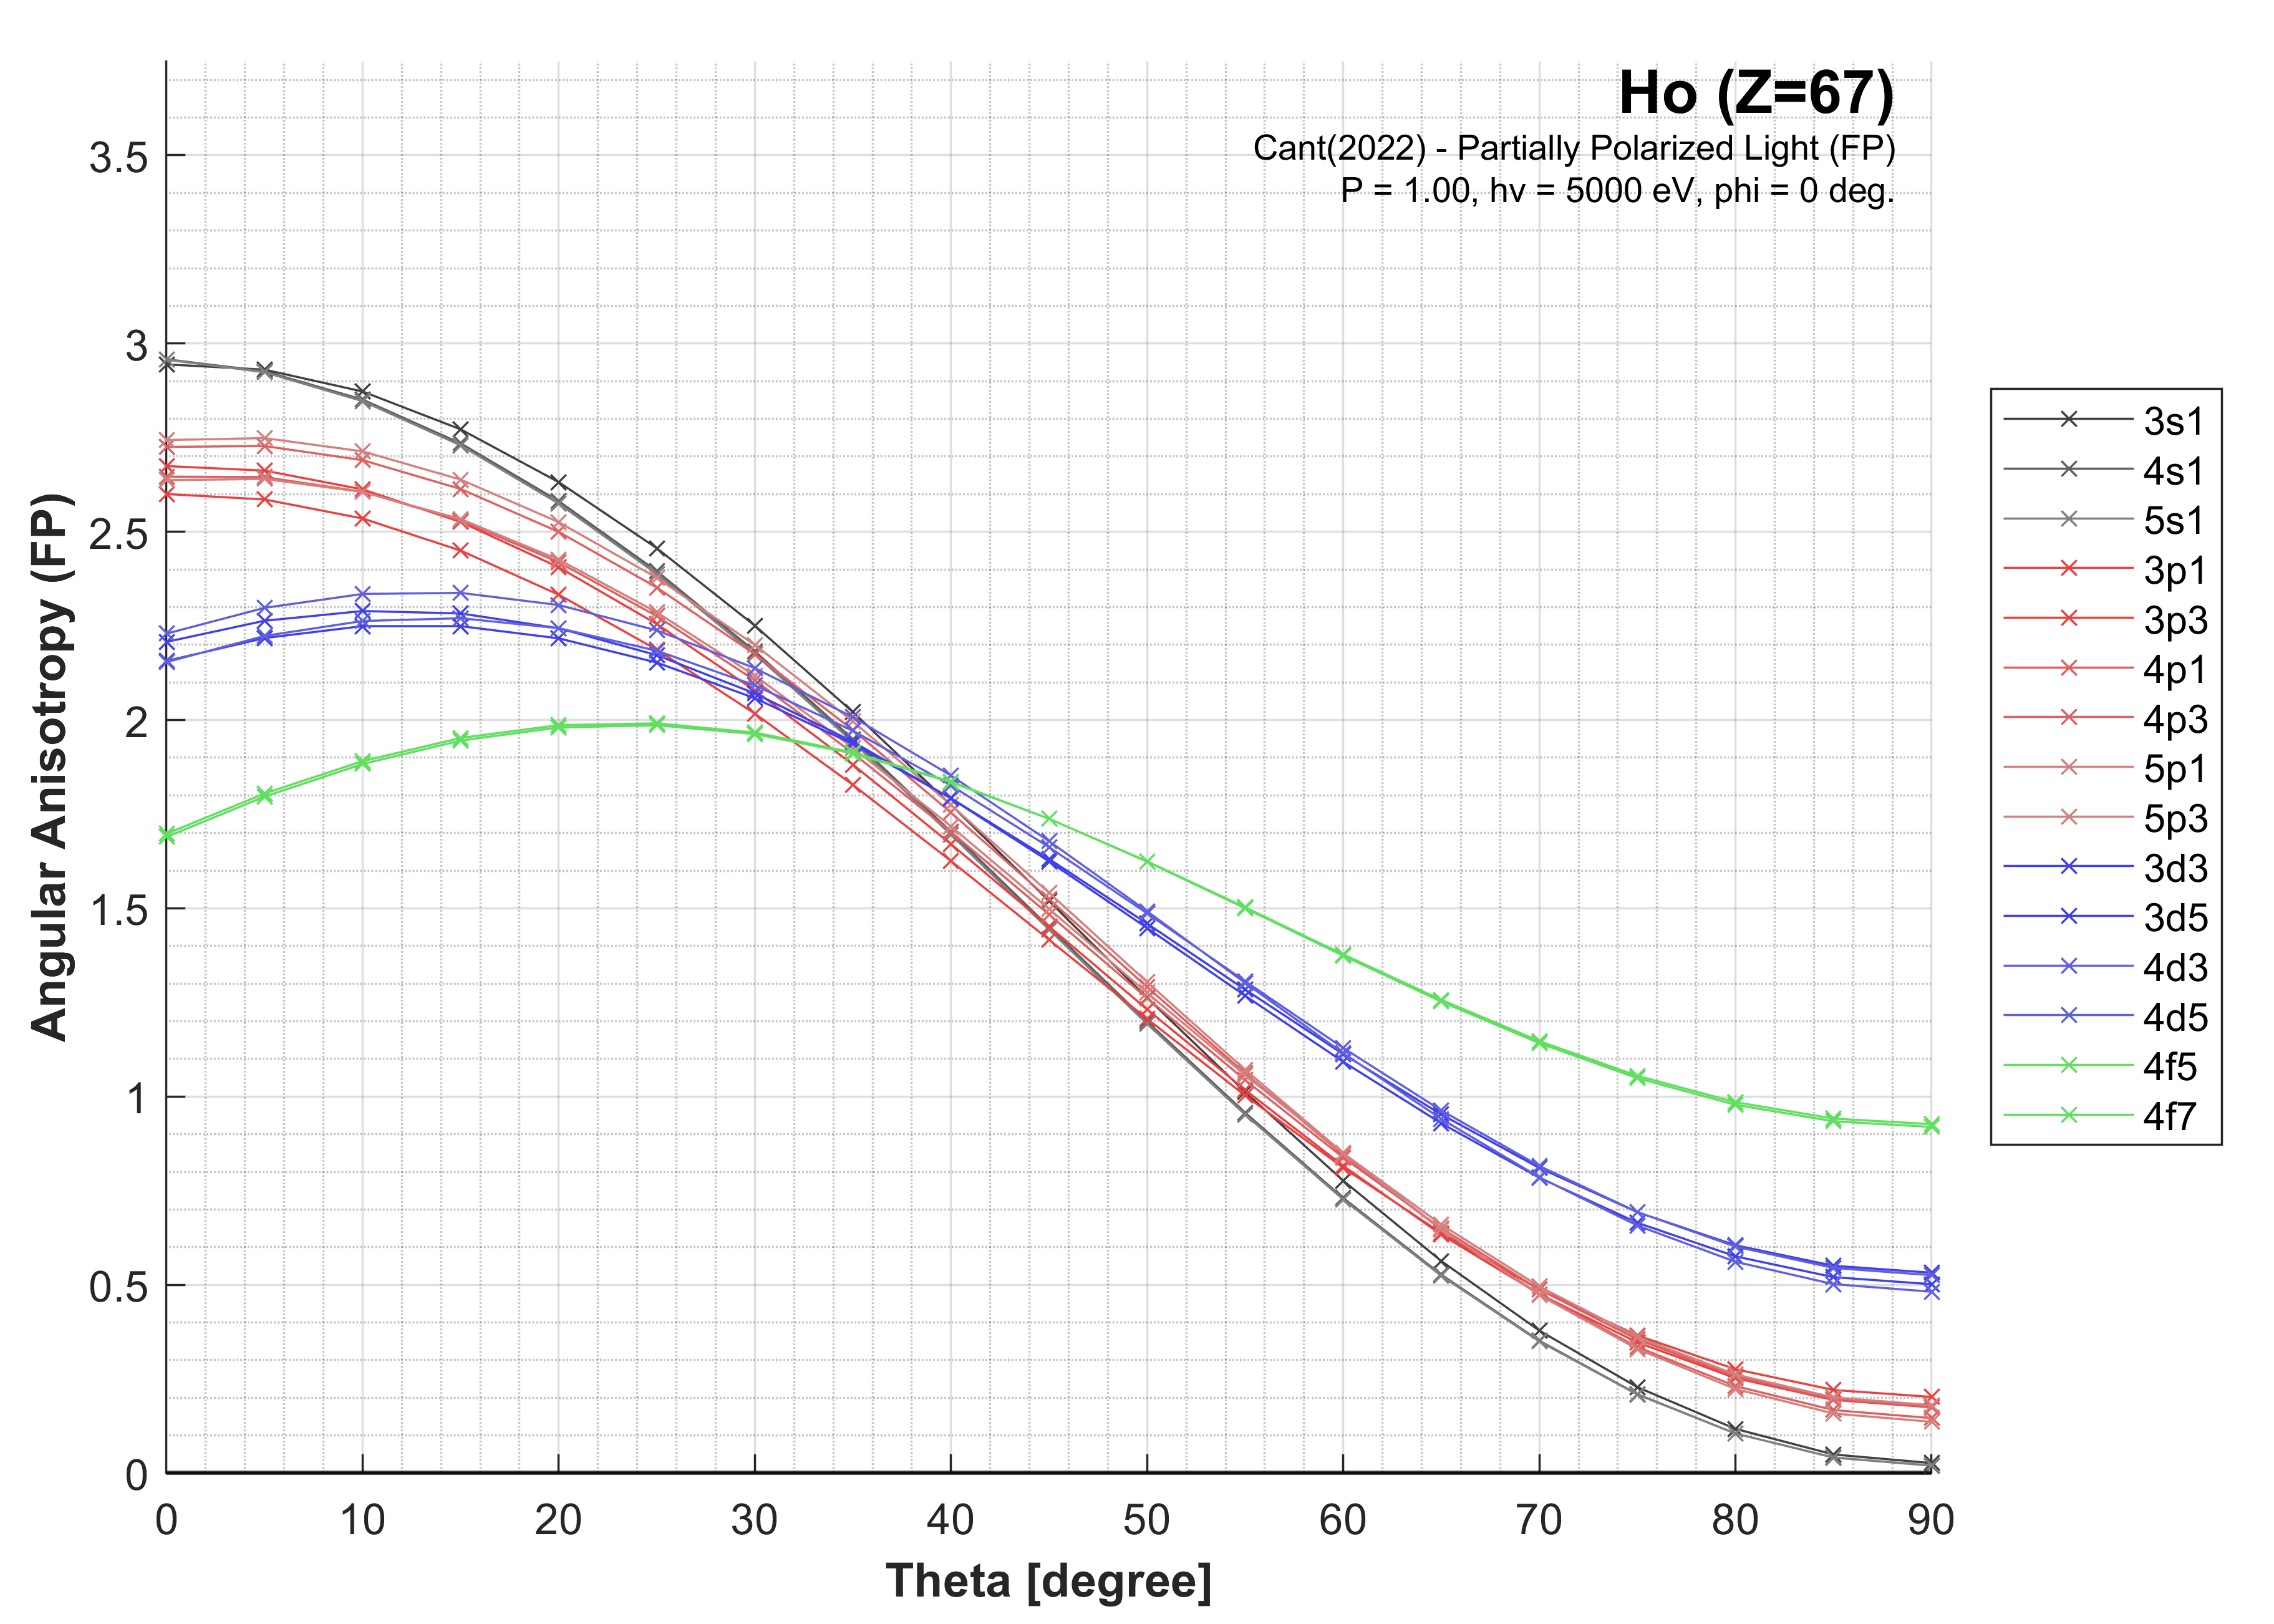 Ho (Z=67)
Cant(2022) - Partially Polarized Light (FP)
P = 1.00, hv = 5000 eV, phi = 0 deg.
Angular Anisotropy (FP)
3.5
3
2.5
2
1.5
1
0.5
0
0 10 20 30 40 50 60 70 80 90
Theta [degree]
3s1
4s1
5s1
3p1
3p3
4p1
4p3
5p1
5p3
3d3
3d5
4d3
4d5
4f5
4f7